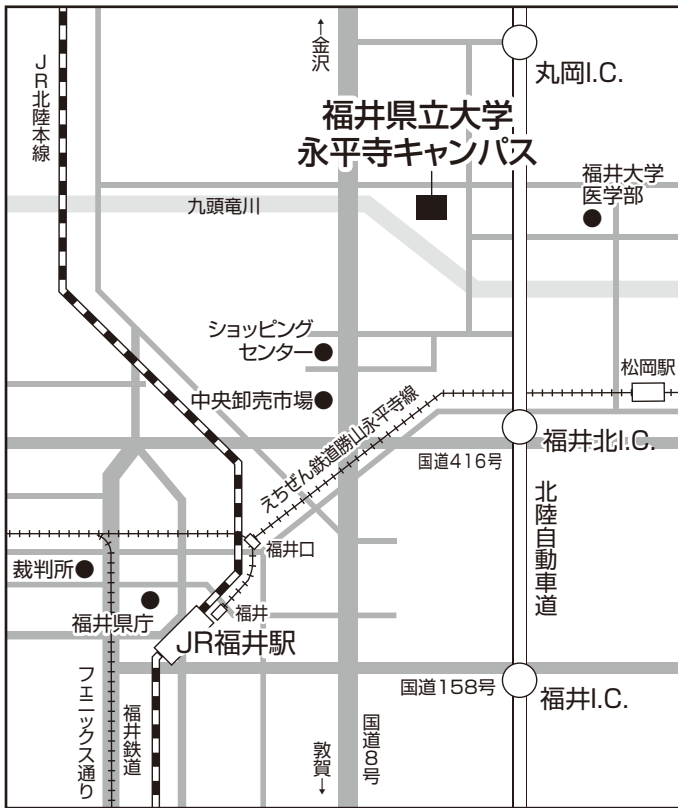 ↑金沢
JR北陸本線
丸岡I.C.
福井県立大学
永平寺キャンパス
福井大学
医学部
九頭竜川
ショッピング
センター
松岡駅
中央卸売市場
えちぜん鉄道勝山永平寺線
福井北I.C.
国道416号
北陸自動車道
福井口
裁判所
福井県庁
福井
JR福井駅
国道158号
福井I.C.
フェニックス通り
福井鉄道
国道8号
敦賀↓